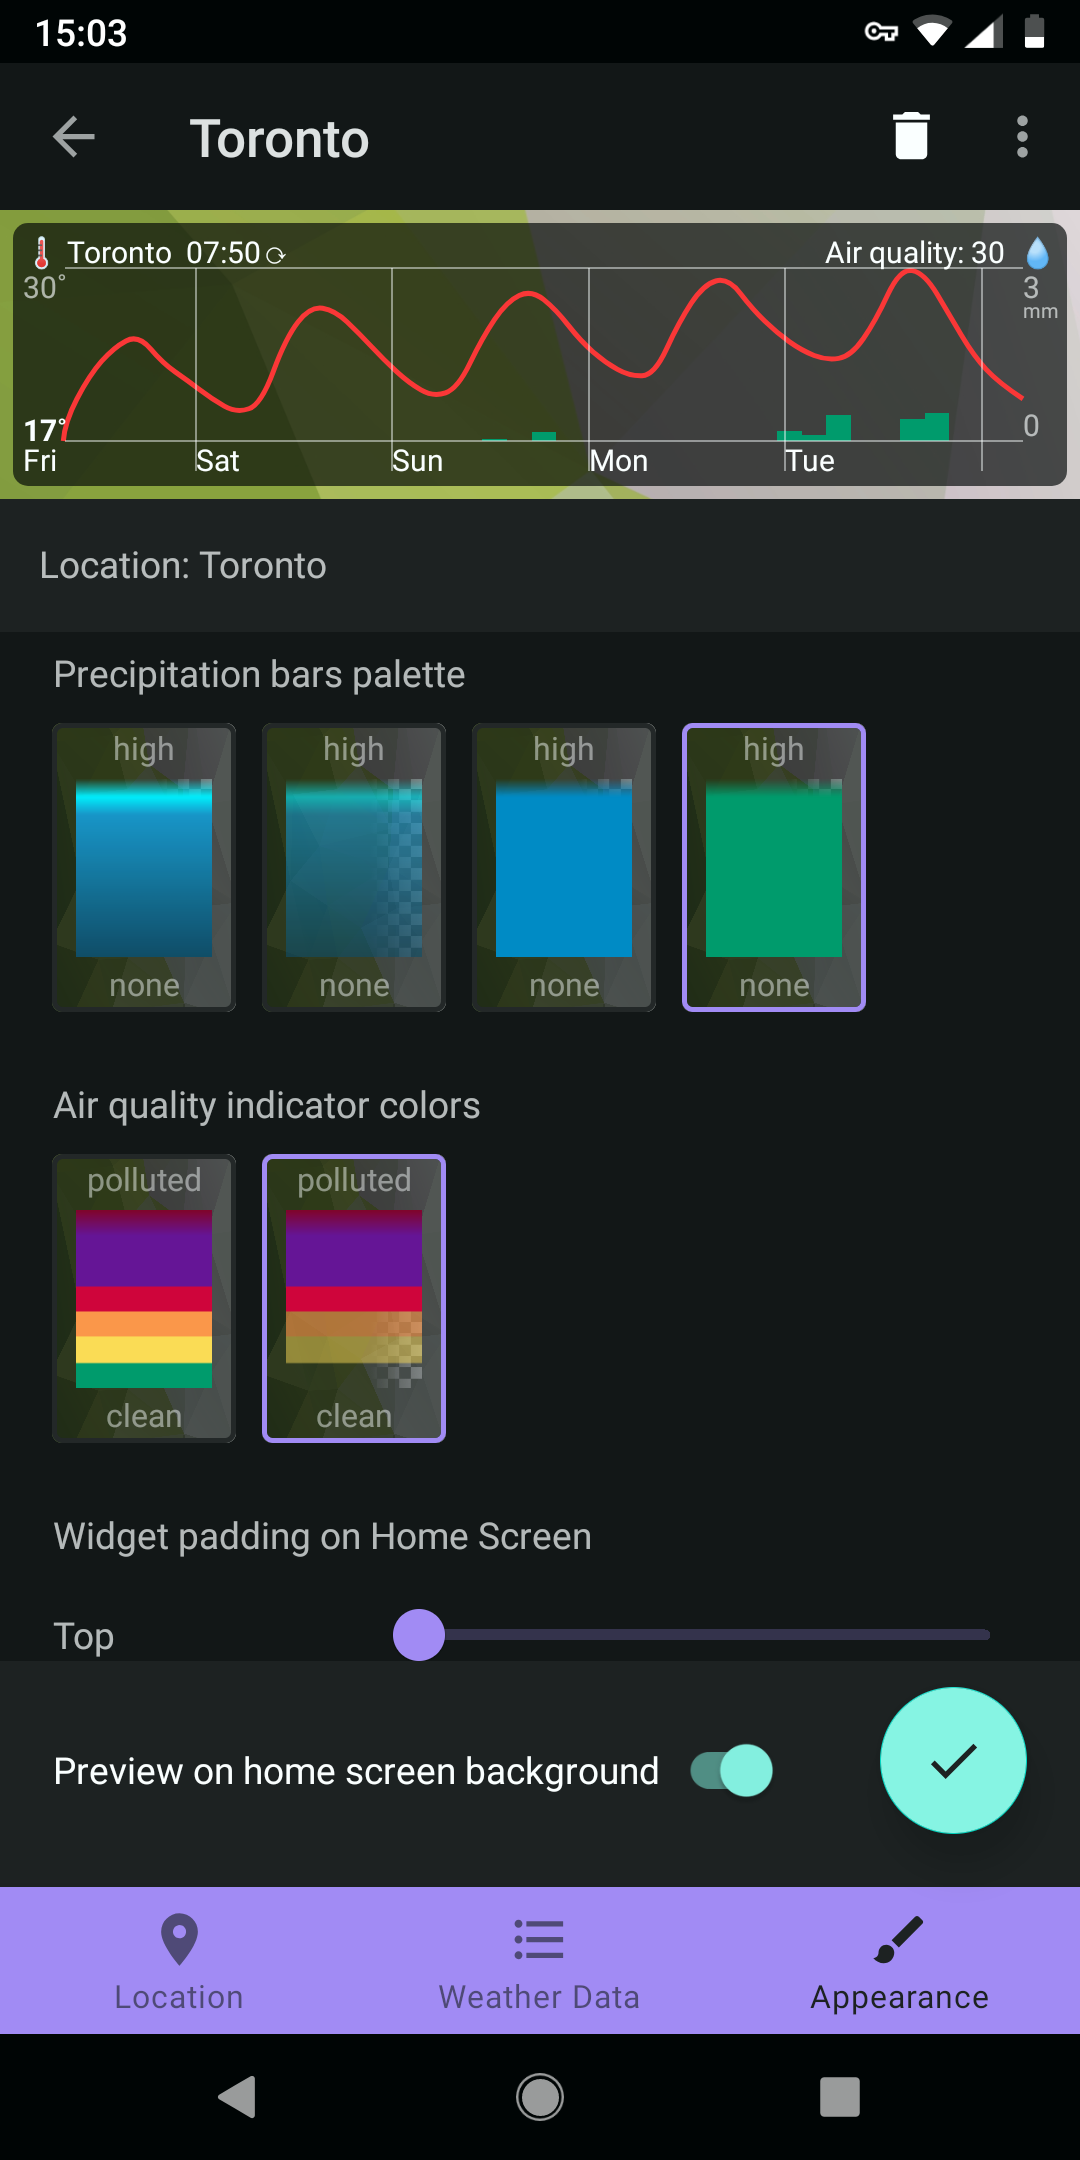 15:03
Toronto
Toronto 07:50 Air quality: 30
30° 3
mm
17° 0
Fri Sat Sun Mon Tue
Location: Toronto
Precipitation bars palette
high high high high
none none none none
Air quality indicator colors
polluted polluted
clean clean
Widget padding on Home Screen
Top
Preview on home screen background
Location Weather Data Appearance